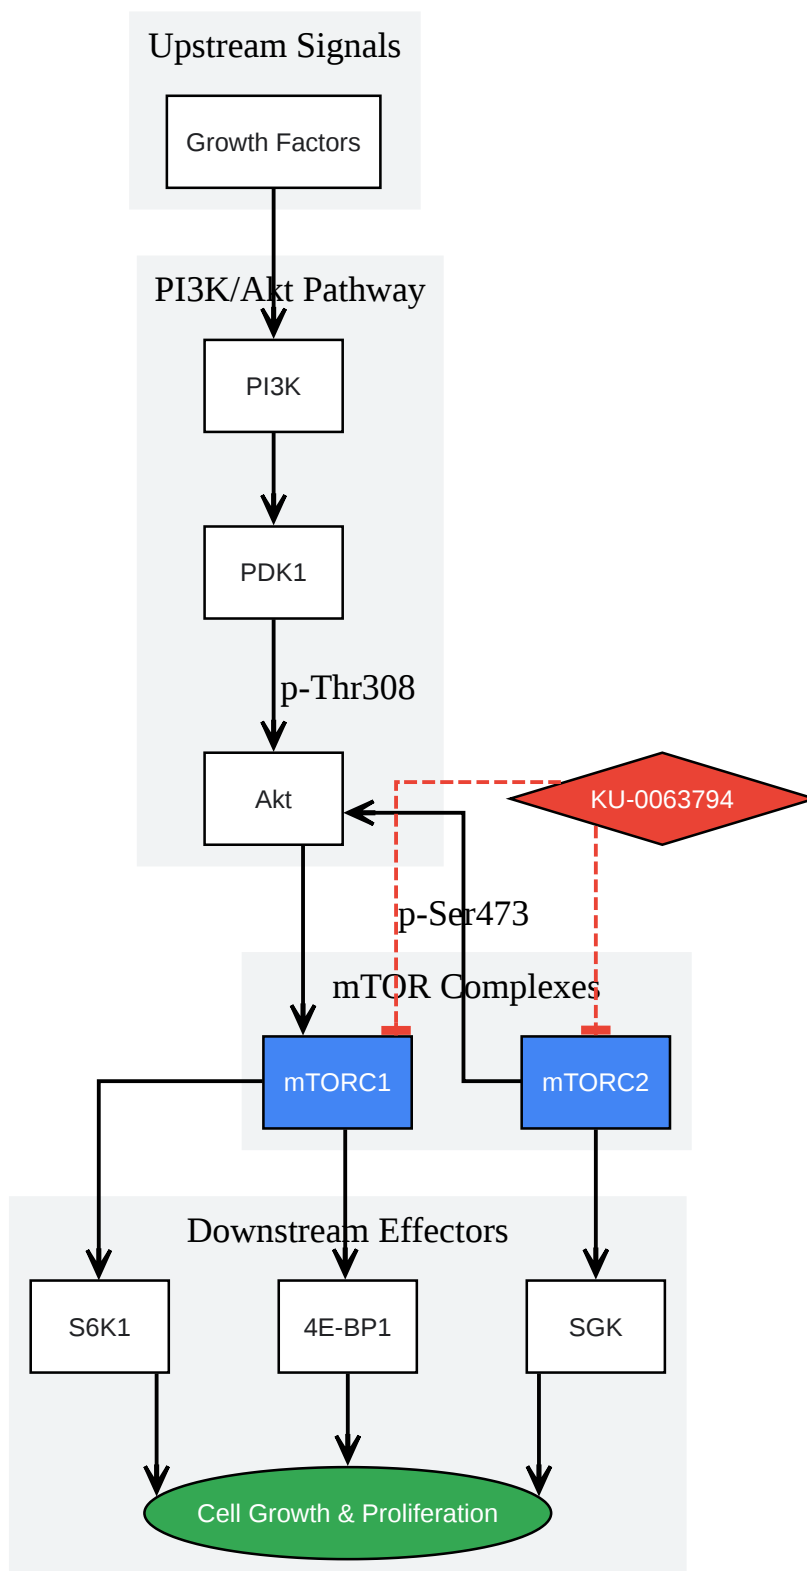 Upstream Signals
Growth Factors
PI3K/Akt Pathway
PI3K
PDK1
p-Thr308
Akt
KU-0063794
p-Ser473
mTOR Complexes
mTORC1
mTORC2
Downstream Effectors
S6K1
4E-BP1
SGK
Cell Growth & Proliferation